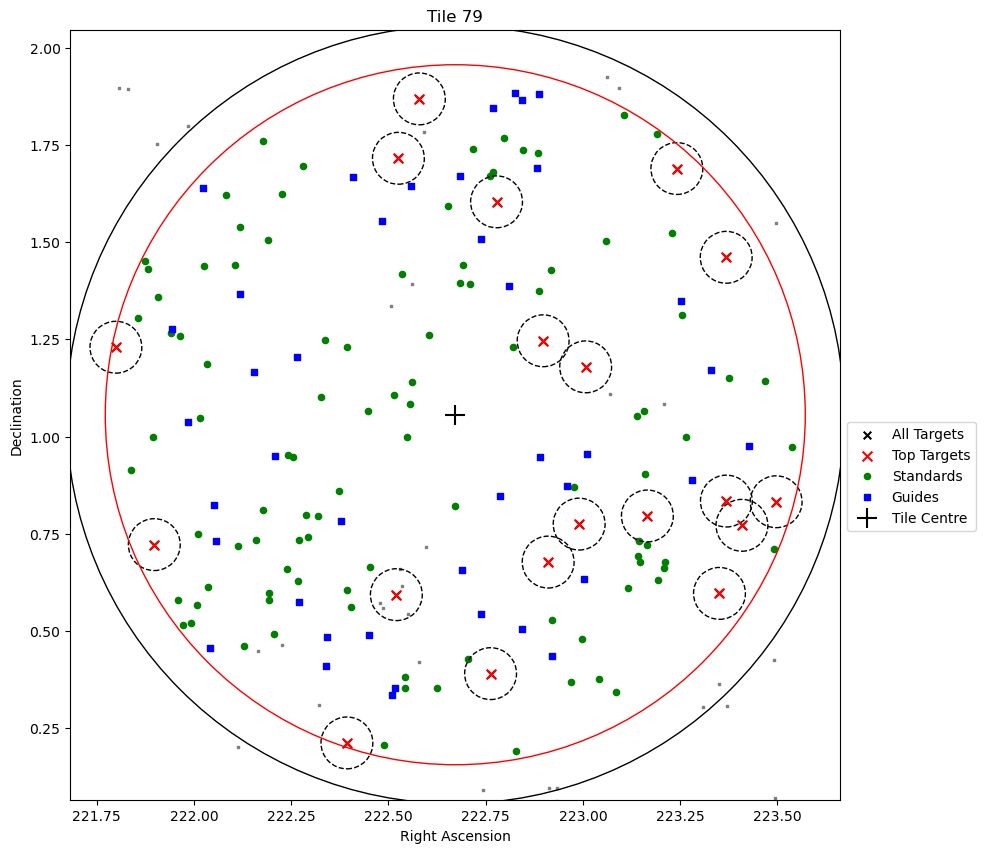 Tile 79
2.00
1.75
1.50
1.25
1.00
0.75
0.50
0.25
Declination
221.75 222.00 222.25 222.50 222.75 223.00 223.25 223.50
Right Ascension
All Targets
Top Targets
Standards
Guides
Tile Centre